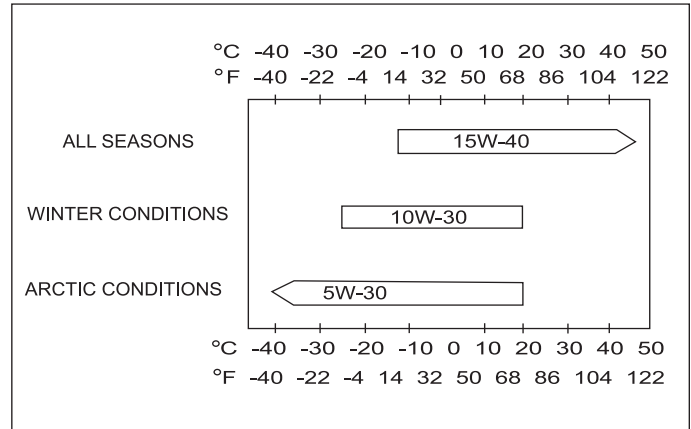 °C -40 -30 -20 -10 0 10 20 30 40 50
°F -40 -22 -4 14 32 50 68 86 104 122
ALL SEASONS 15W-40
WINTER CONDITIONS 10W-30
ARCTIC CONDITIONS 5W-30
°C -40 -30 -20 -10 0 10 20 30 40 50
°F -40 -22 -4 14 32 50 68 86 104 122